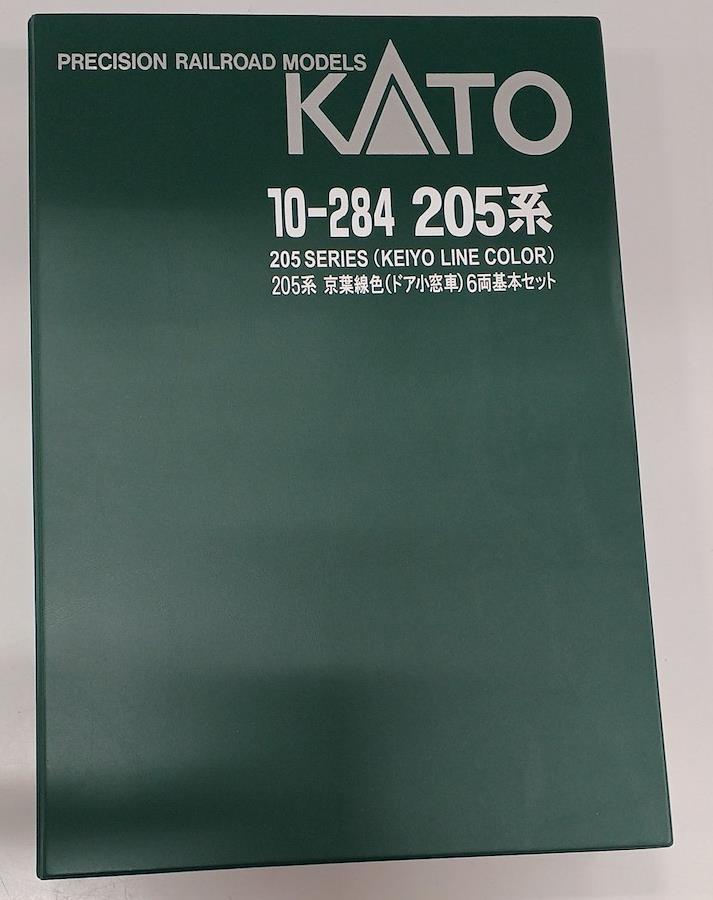 PRECISION RAILROAD MODELS
KATO
10-284 205系
205 SERIES (KEIYO LINE COLOR)
205系 京葉線色(ドア小窓車)6両基本セット